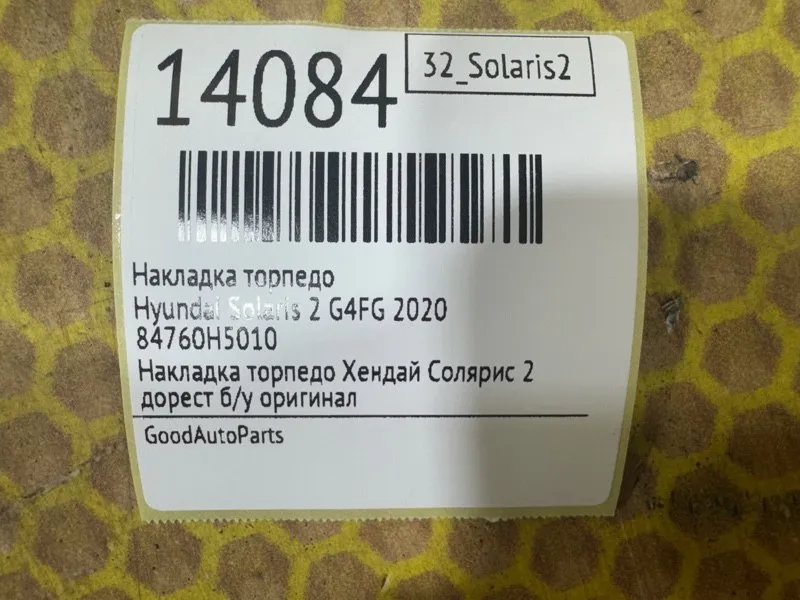 14084
32_Solaris2
Накладка торпедо
Hyundai Solaris 2 G4FG 2020
84760H5010
Накладка торпедо Хендай Солярис 2
дорест б/у оригинал
GoodAutoParts